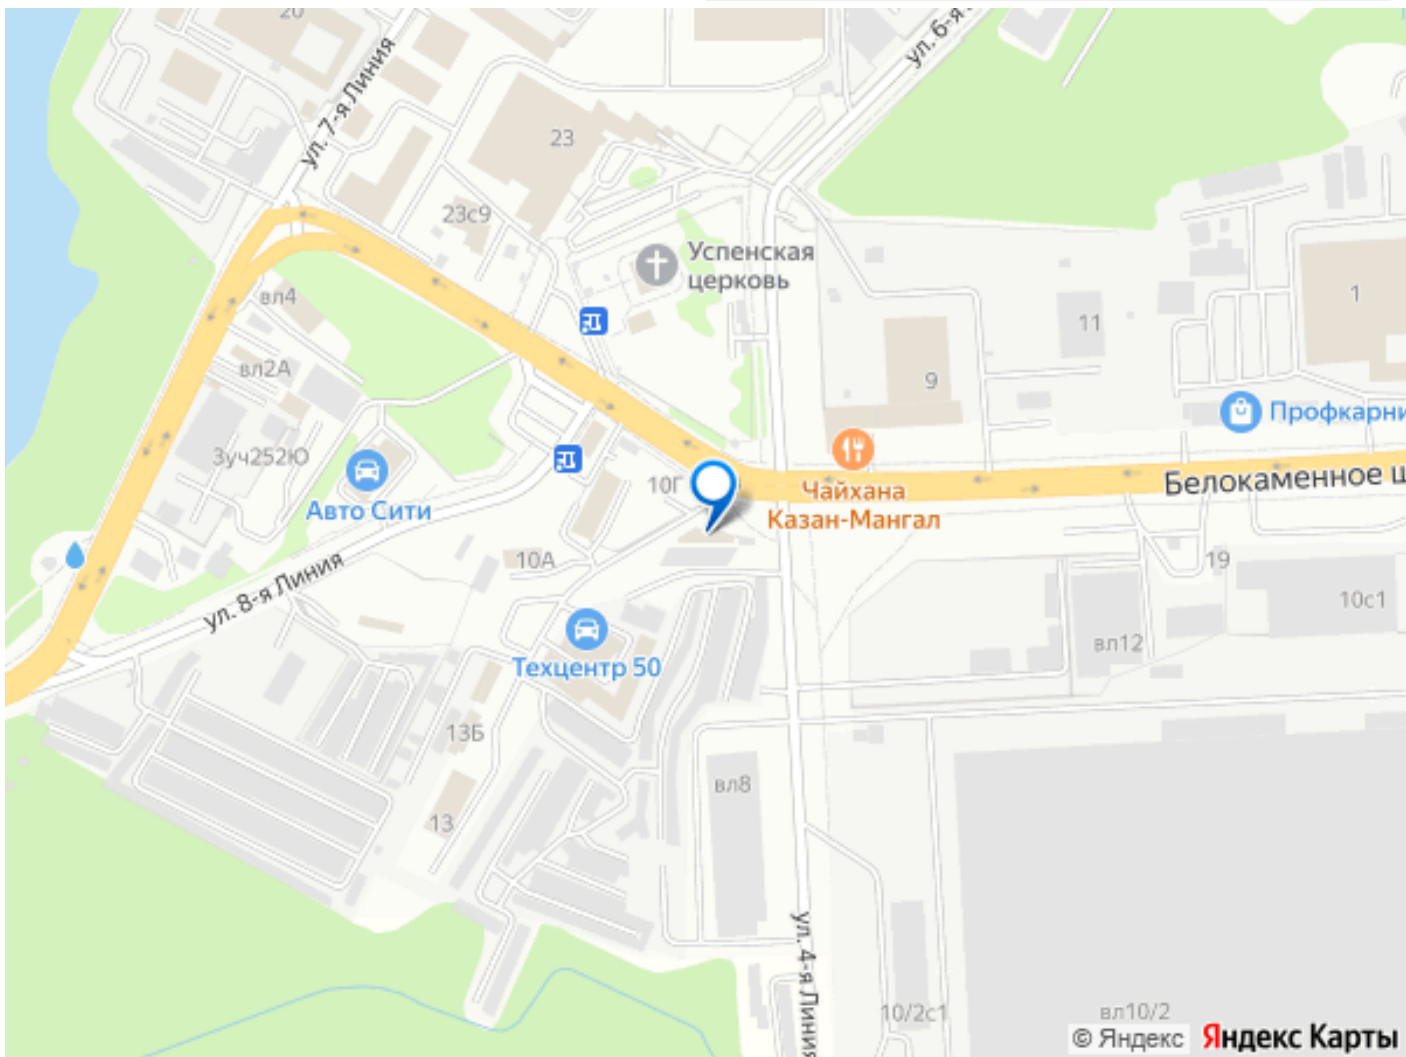 20
ул. 7-я Линия
ул. 6-я
23
23с9
Успенская
церковь
вл4
1
11
вл2А
9
Профкарни
3уч252Ю
Авто Сити
10Г
Чайхана
Казан-Мангал
Белокаменное ш
10А
19
ул. 8-я Линия
10с1
вл12
Техцентр 50
13Б
вл8
13
ул. 4-я Линия
10/2с1
вл10/2
© Яндекс
Яндекс Карты